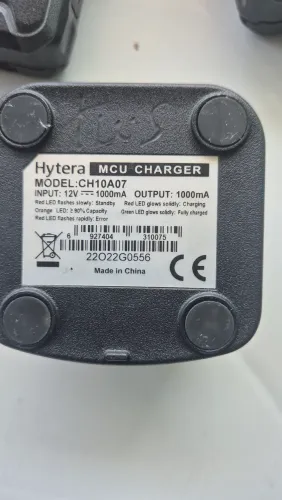 Hytera MCU CHARGER
MODEL:CH10A07
INPUT: 12V⎓1000mA OUTPUT: 1000mA
Red LED flashes slowly: Standby Red LED glows solidly: Charging
Orange LED: ≥ 90% Capacity Green LED glows solidly: Fully charged
Red LED flashes rapidly: Error
6 927404 310075
22O22G0556
Made in China
CE